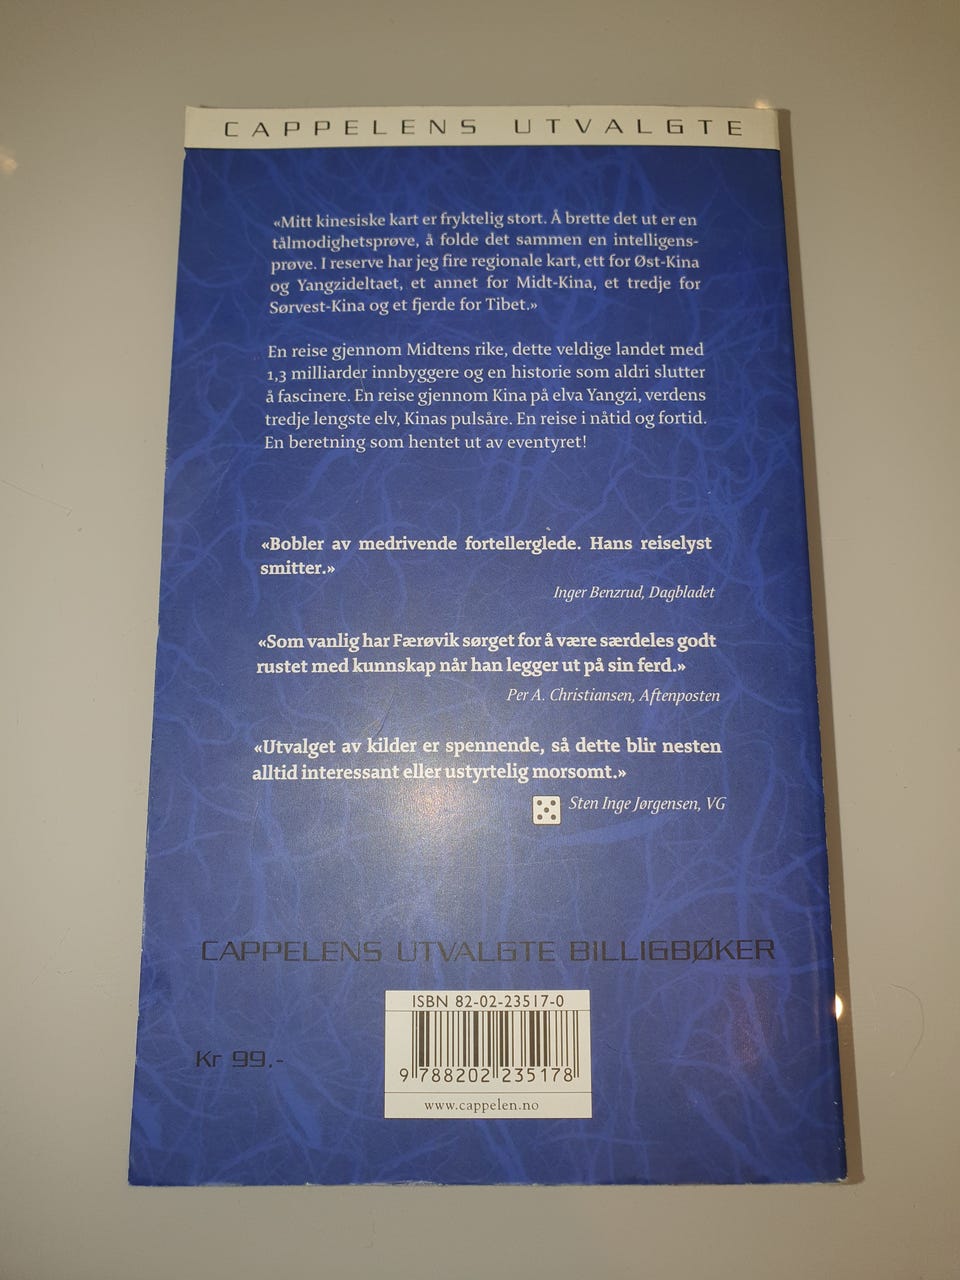 CAPPELENS UTVALGTE
«Mitt kinesiske kart er fryktelig stort. Å brette det ut er en
tålmodighetsprøve, å folde det sammen en intelligens-
prøve. I reserve har jeg fire regionale kart, ett for Øst-Kina
og Yangzideltaet, et annet for Midt-Kina, et tredje for
Sørvest-Kina og et fjerde for Tibet.»
En reise gjennom Midtens rike, dette veldige landet med
1,3 milliarder innbyggere og en historie som aldri slutter
å fascinere. En reise gjennom Kina på elva Yangzi, verdens
tredje lengste elv, Kinas pulsåre. En reise i nåtid og fortid.
En beretning som hentet ut av eventyret!
«Bobler av medrivende fortellerglede. Hans reiselyst
smitter.»
Inger Benzrud, Dagbladet
«Som vanlig har Færøvik sørget for å være særdeles godt
rustet med kunnskap når han legger ut på sin ferd.»
Per A. Christiansen, Aftenposten
«Utvalget av kilder er spennende, så dette blir nesten
alltid interessant eller ustyrtelig morsomt.»
Sten Inge Jørgensen, VG
CAPPELENS UTVALGTE BILLIGBØKER
ISBN 82-02-23517-0
Kr 99,-
9 788202 235178
www.cappelen.no